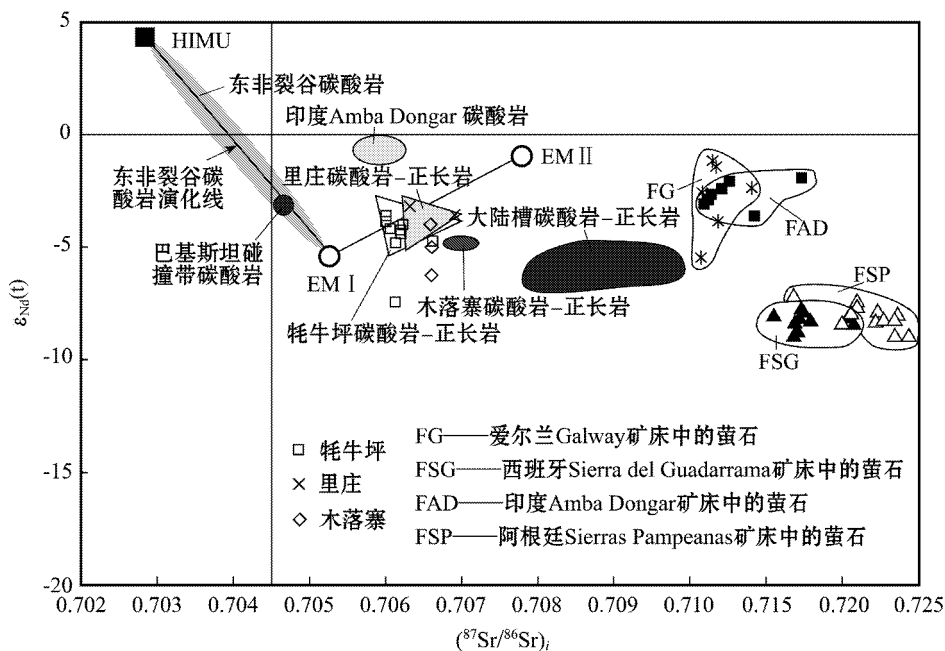 5
0
-5
-10
-15
-20
εNd(t)
HIMU
东非裂谷碳酸岩
印度Amba Dongar 碳酸岩
EMⅡ
东非裂谷碳
酸岩演化线
里庄碳酸岩–正长岩
大陆槽碳酸岩–正长岩
FG
FAD
巴基斯坦碰
撞带碳酸岩
EMⅠ
木落寨碳酸岩–正长岩
牦牛坪碳酸岩–正长岩
FSP
FSG
牦牛坪
里庄
木落寨
FG——爱尔兰Galway矿床中的萤石
FSG——西班牙Sierra del Guadarrama矿床中的萤石
FAD——印度Amba Dongar矿床中的萤石
FSP——阿根廷Sierras Pampeanas矿床中的萤石
0.702 0.703 0.704 0.705 0.706 0.707 0.708 0.709 0.710 0.715 0.720 0.725
(⁸⁷Sr/⁸⁶Sr)i